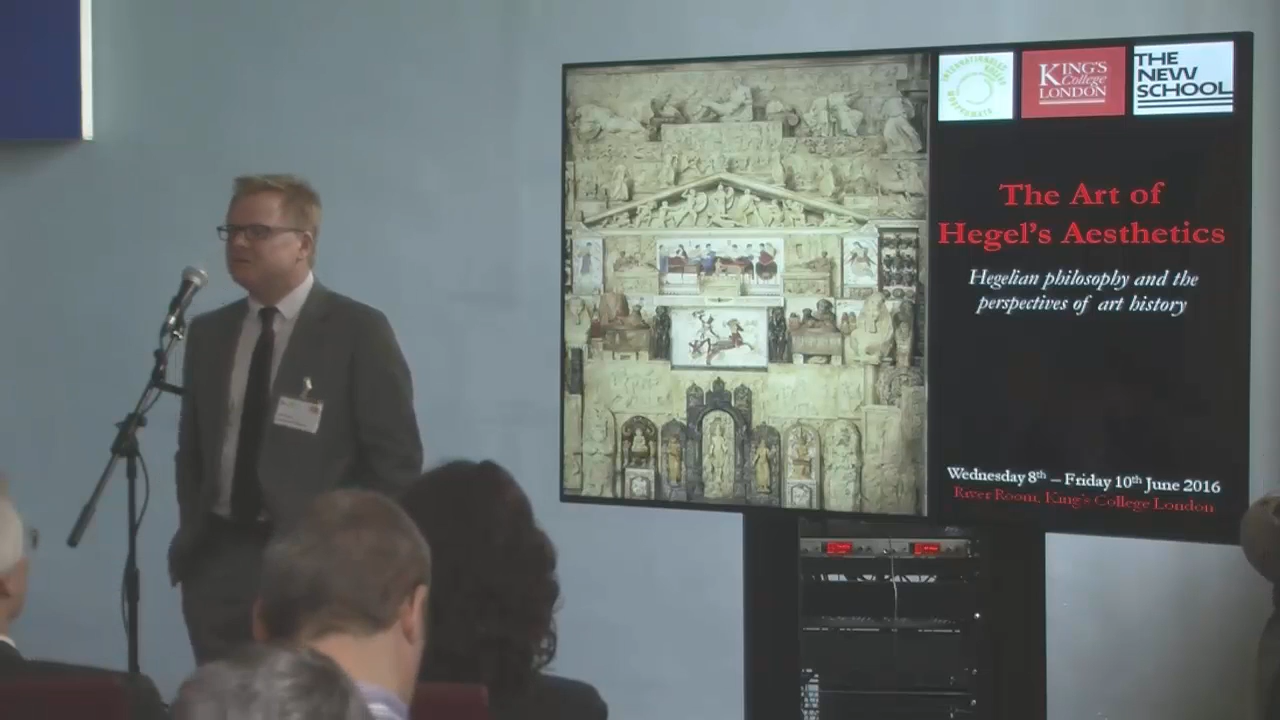 KING'S
College
LONDON
THE
NEW
SCHOOL
The Art of
Hegel's Aesthetics
Hegelian philosophy and the
perspectives of art history
Wednesday 8th – Friday 10th June 2016
River Room, King's College London